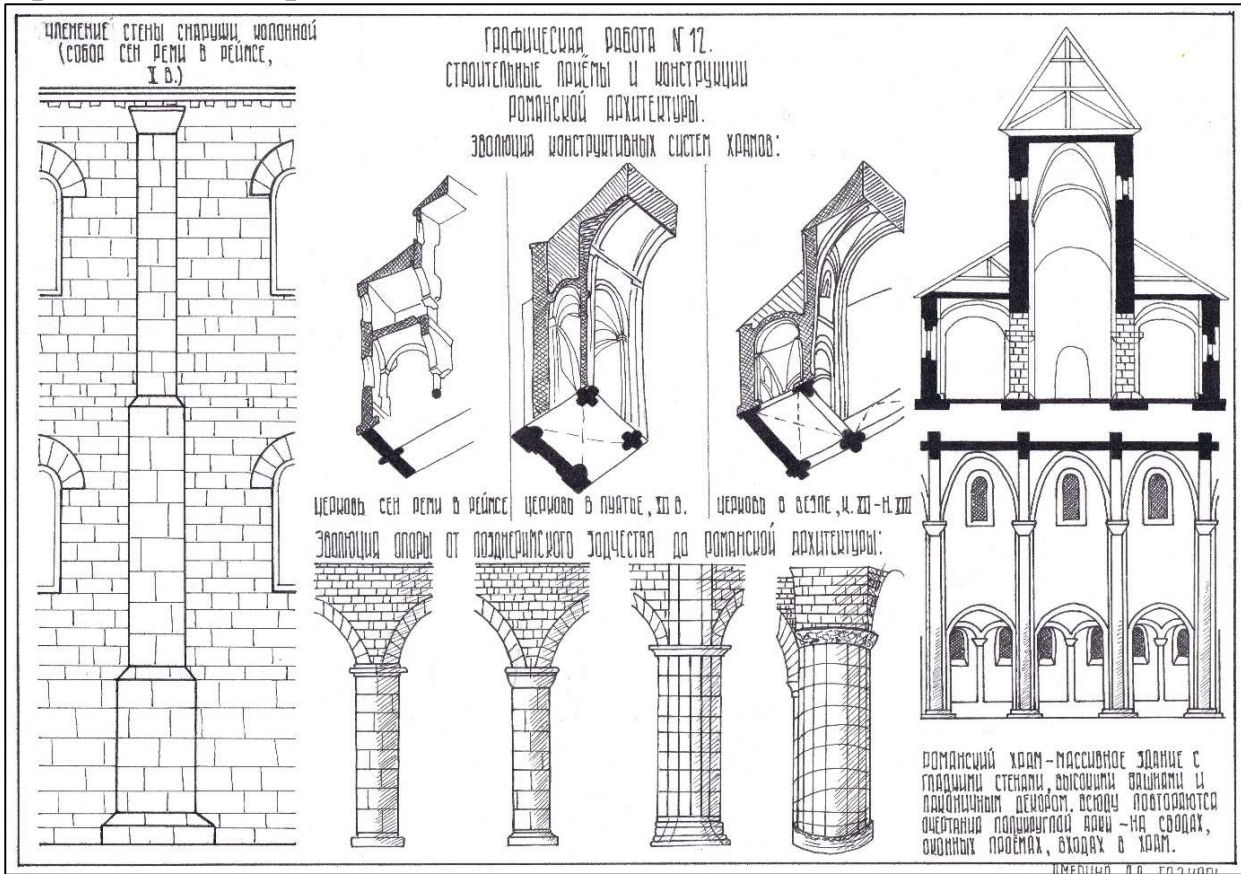 ЧЛЕНЕНИЕ СТЕНЫ СНАРУЖИ КОЛОННОЙ
(СОБОР СЕН РЕМИ В РЕЙМСЕ,
X В.)
ГРАФИЧЕСКАЯ РАБОТА N 12.
СТРОИТЕЛЬНЫЕ ПРИЁМЫ И КОНСТРУКЦИИ
РОМАНСКОЙ АРХИТЕКТУРЫ.
ЭВОЛЮЦИЯ КОНСТРУКТИВНЫХ СИСТЕМ ХРАМОВ:
ЦЕРКОВЬ СЕН РЕМИ В РЕЙМСЕ
ЦЕРКОВЬ В ПУАТЬЕ, XII В.
ЦЕРКОВЬ В ВЕЗЛЕ, К. XII - Н. XIII
ЭВОЛЮЦИЯ ОПОРЫ ОТ ПОЗДНЕРИМСКОГО ЗОДЧЕСТВА ДО РОМАНСКОЙ АРХИТЕКТУРЫ:
РОМАНСКИЙ ХРАМ - МАССИВНОЕ ЗДАНИЕ С
ГЛАДКИМИ СТЕНАМИ, ВЫСОКИМИ БАШНЯМИ И
ЛАКОНИЧНЫМ ДЕКОРОМ. ВСЮДУ ПОВТОРЯЮТСЯ
ОЧЕРТАНИЯ ПОЛУКРУГЛОЙ АРКИ - НА СВОДАХ,
ОКОННЫХ ПРОЁМАХ, ВХОДАХ В ХРАМ.